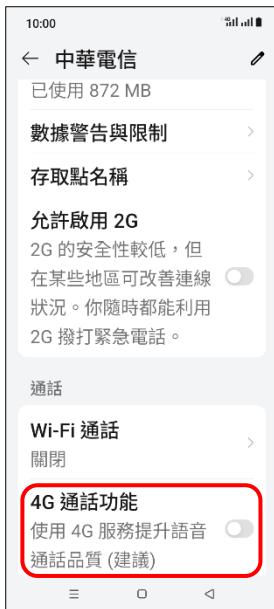 10:00
4G
← 中華電信
已使用 872 MB
數據警告與限制
存取點名稱
允許啟用 2G
2G 的安全性較低，但
在某些地區可改善連線
狀況。你隨時都能利用
2G 撥打緊急電話。
通話
Wi-Fi 通話
關閉
4G 通話功能
使用 4G 服務提升語音
通話品質 (建議)